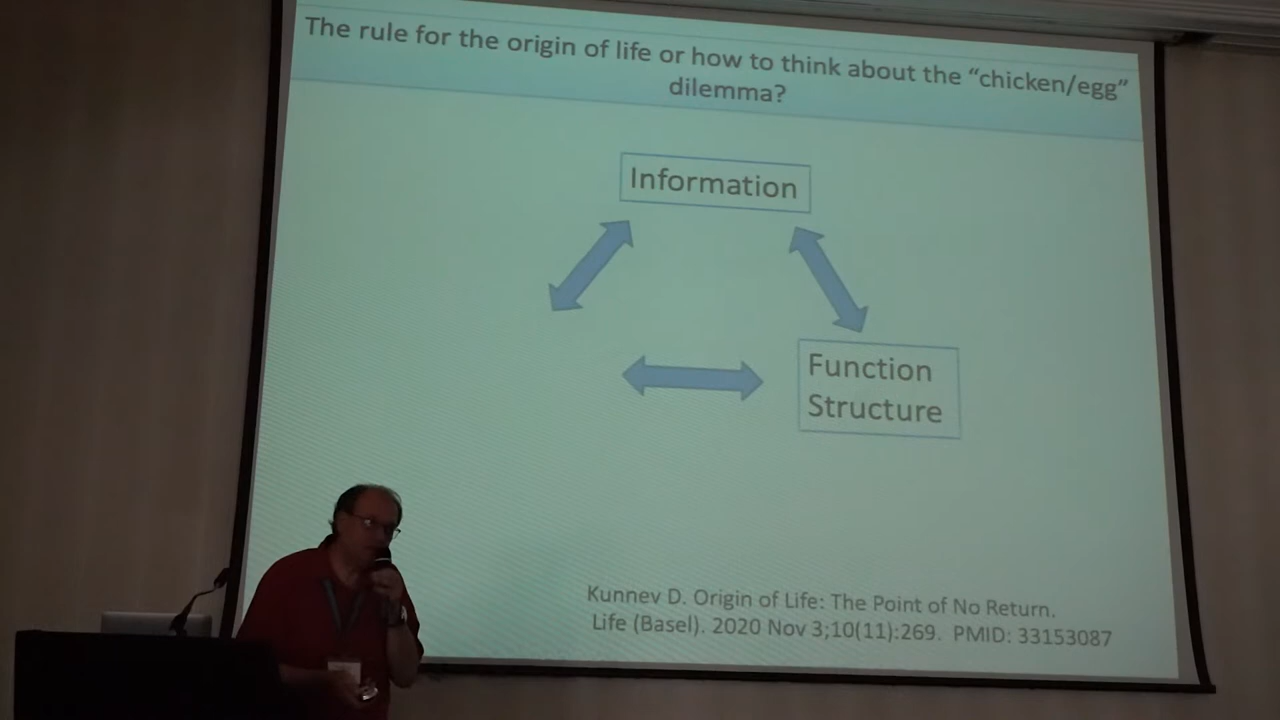 The rule for the origin of life or how to think about the “chicken/egg”
dilemma?
Information
Function
Structure
Kunnev D. Origin of Life: The Point of No Return.
Life (Basel). 2020 Nov 3;10(11):269. PMID: 33153087